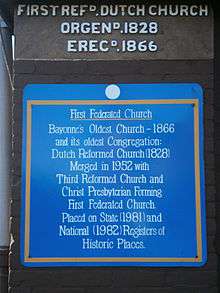 FIRST REFᴰ. DUTCH CHURCH
ORGENᴰ. 1828
ERECᴰ. 1866
First Federated Church
Bayonne's Oldest Church - 1866
and its oldest Congregation:
Dutch Reformed Church (1828)
Merged in 1952 with
Third Reformed Church and
Christ Presbyterian Forming
First Federated Church.
Placed on State (1981) and
National (1982) Registers of
Historic Places.